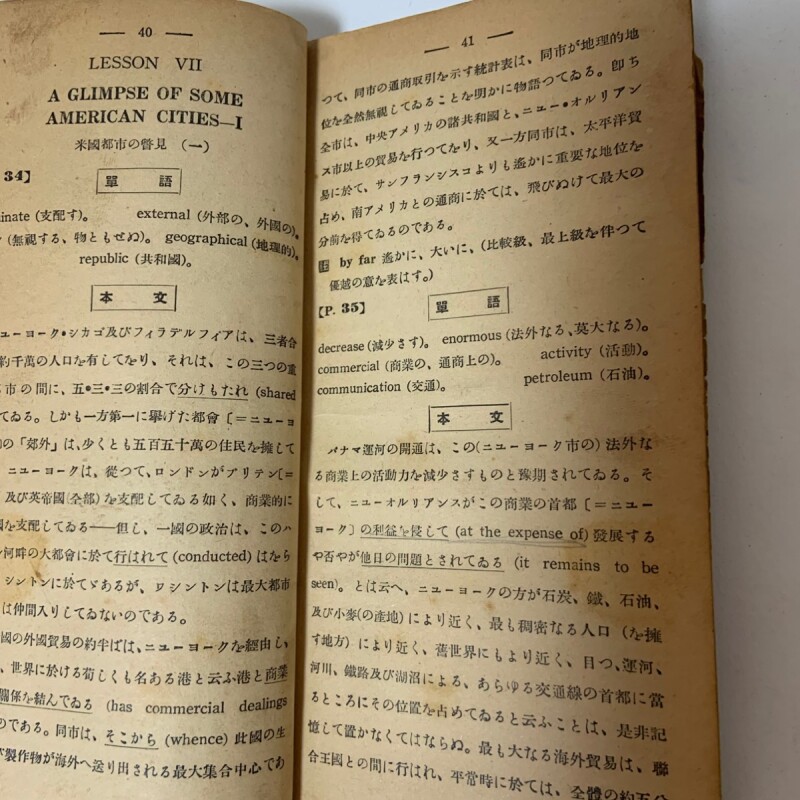 — 40 —
LESSON VII
A GLIMPSE OF SOME
AMERICAN CITIES—I
米國都市の瞥見 (一)
34】
單語
inate (支配す)。 external (外部の、外國の)。
(無視する、物ともせぬ)。 geographical (地理的)。
republic (共和國)。
本文
ューヨーク・シカゴ及びフィラデルフィアは、三者合
約千萬の人口を有してをり、それは、この三つの重
市の間に、五・三・三の割合で分けもたれ (shared
てゐる。しかも一方第一に擧げた都會〔=ニューヨ
の「郊外」は、少くとも五百五十萬の住民を擁して
ニューヨークは、從つて、ロンドンがブリテン〔=
及び英帝國(全部)を支配してゐる如く、商業的に
を支配してゐる——但し、一國の政治は、このハ
ン河畔の大都會に於て行はれて (conducted) はをら
シントンに於てゞあるが、ワシントンは最大都市
は仲間入りしてゐないのである。
國の外國貿易の約半ばは、ニューヨークを經由し、
、世界に於ける苟しくも名ある港と云ふ港と商業
關係を結んでゐる (has commercial dealings
のである。同市は、そこから (whence) 此國の生
び製作物が海外へ送り出される最大集合中心であ
— 41 —
つて、同市の通商取引を示す統計表は、同市が地理的地
位を全然無視してゐることを明かに物語つてゐる。卽ち
全市は、中央アメリカの諸共和國と、ニュー・オルリアン
ス市以上の貿易を行つてをり、又一方同市は、太平洋貿
易に於て、サンフランシスコよりも遙かに重要な地位を
占め、南アメリカとの通商に於ては、飛びぬけて最大の
分前を得てゐるのである。
註 by far 遙かに、大いに、(比較級、最上級を伴つて
優越の意を表はす。)
【P. 35】
單語
decrease (減少さす)。 enormous (法外なる、莫大なる)。
commercial (商業の、通商上の)。 activity (活動)。
communication (交通)。 petroleum (石油)。
本文
パナマ運河の開通は、この(ニューヨーク市の) 法外な
る商業上の活動力を減少さすものと豫期されてゐる。そ
して、ニューオルリアンスがこの商業の首都〔=ニュー
ヨーク〕の利益を侵して (at the expense of) 發展する
や否やが他日の問題とされてゐる (it remains to be
seen)。とは云へ、ニューヨークの方が石炭、鐵、石油、
及び小麥(の產地)により近く、最も稠密なる人口 (を擁
す地方) により近く、舊世界にもより近く、且つ、運河、
河川、鐵路及び湖沼による、あらゆる交通線の首都に當
るところにその位置を占めてゐると云ふことは、是非記
憶して置かなくてはならぬ。最も大なる海外貿易は、聯
合王國との間に行はれ、平常時に於ては、全體の約五分